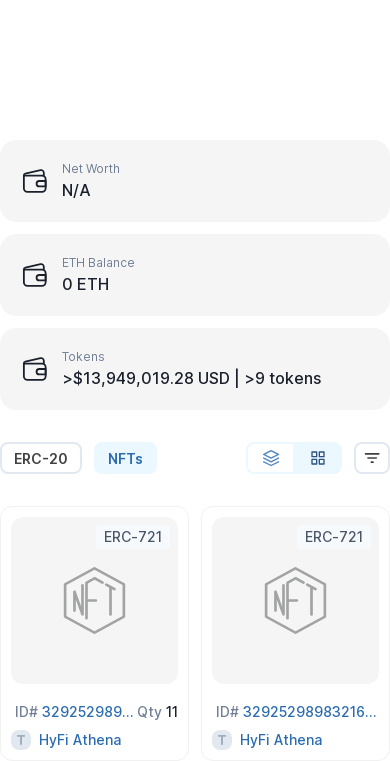 Net Worth
N/A
ETH Balance
0 ETH
Tokens
>$13,949,019.28 USD | >9 tokens
ERC-20 NFTs
ERC-721 ERC-721
NFT NFT
ID# 329252989... Qty 11 ID# 32925298983216...
T HyFi Athena T HyFi Athena